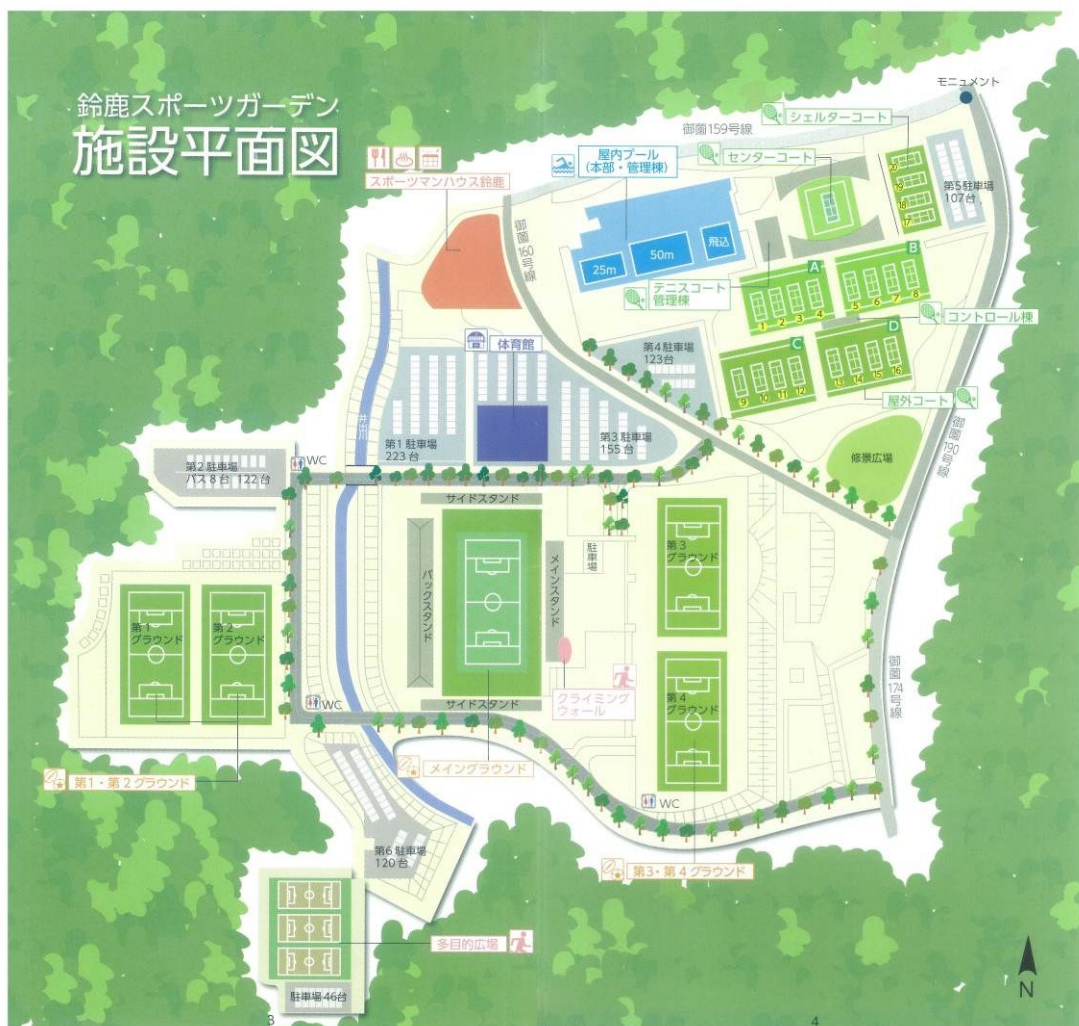 鈴鹿スポーツガーデン
施設平面図
モニュメント
シェルターコート
御薗159号線
屋内プール
(本部・管理棟)
センターコート
スポーツマンハウス鈴鹿
20
19
18
17
第5駐車場
107台
御薗160号線
飛込
50m
25m
B
A
テニスコート
管理棟
1
2
3
4
5
6
7
8
コントロール棟
体育館
第4駐車場
123台
C
D
9
10
11
12
13
14
15
16
屋外コート
井出川
第1駐車場
223台
第3駐車場
155台
御薗190号線
修景広場
第2駐車場
バス8台 122台
WC
サイドスタンド
バックスタンド
メインスタンド
駐車場
第3
グラウンド
第1
グラウンド
第2
グラウンド
御薗174号線
クライミング
ウォール
第4
グラウンド
WC
サイドスタンド
第1・第2グラウンド
メイングラウンド
WC
第6駐車場
120台
第3・第4グラウンド
多目的広場
駐車場46台
N
3
4